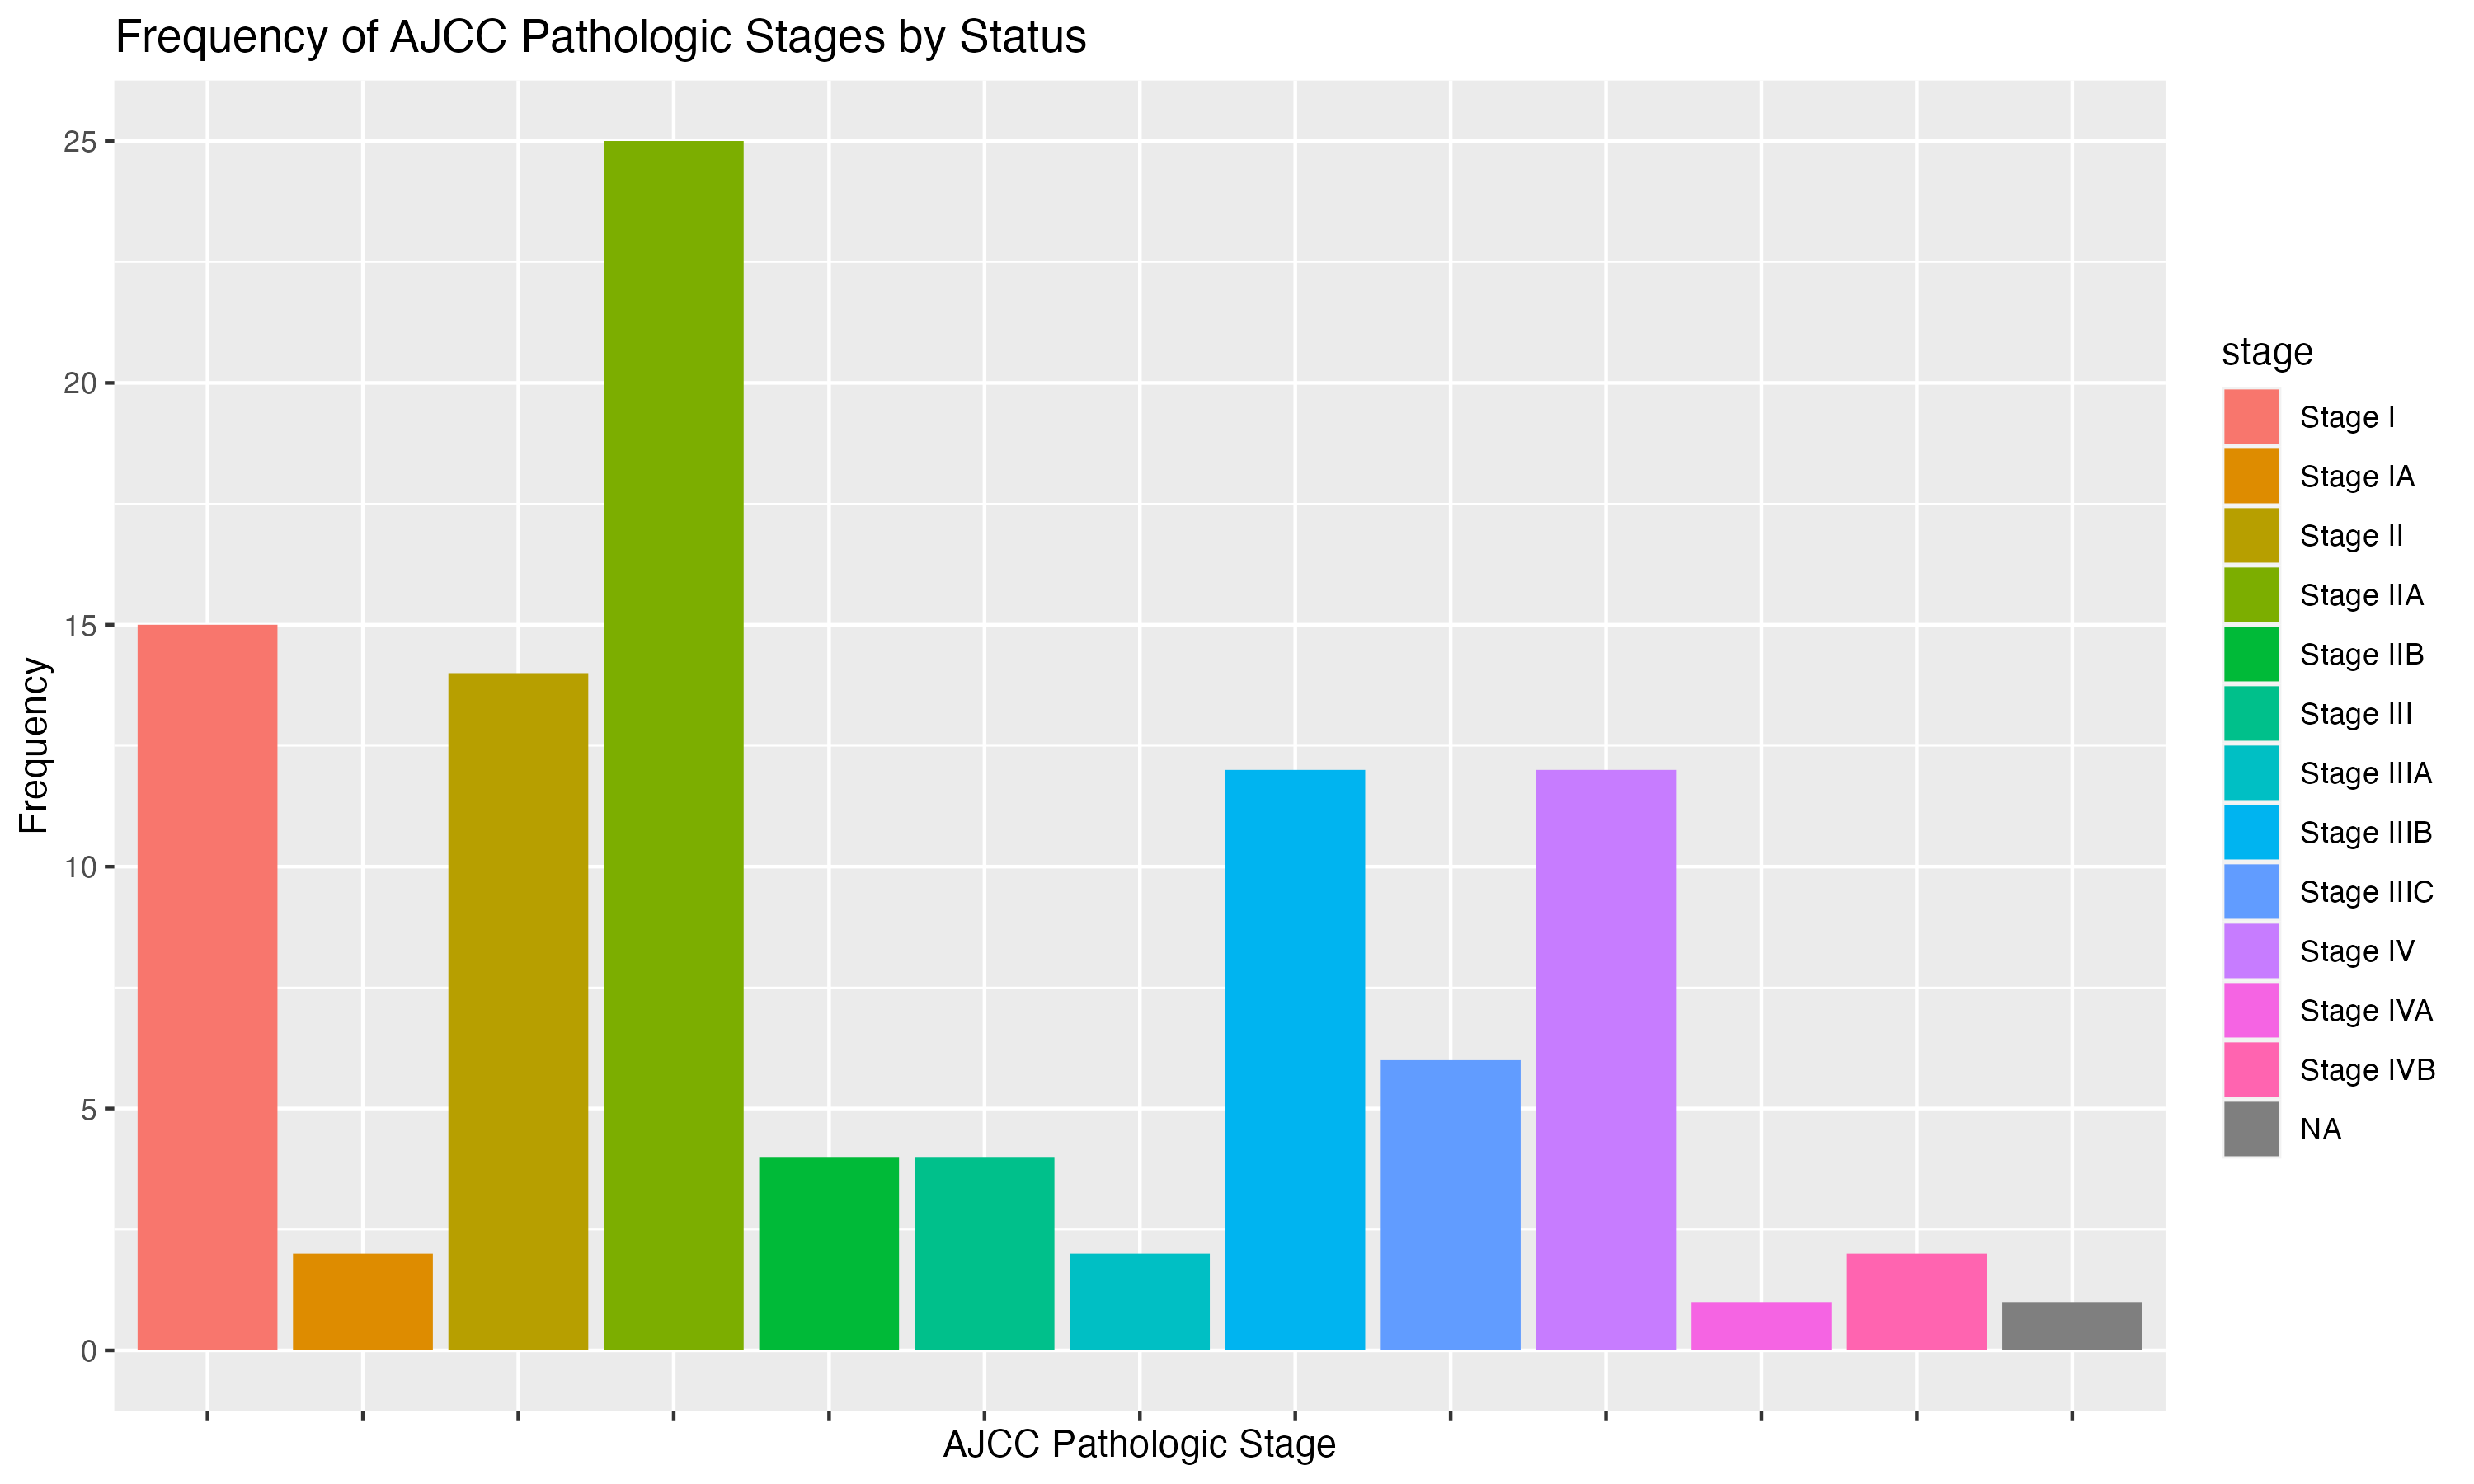 Frequency of AJCC Pathologic Stages by Status
Frequency
25
20
15
10
5
0
AJCC Pathologic Stage
stage
Stage I
Stage IA
Stage II
Stage IIA
Stage IIB
Stage III
Stage IIIA
Stage IIIB
Stage IIIC
Stage IV
Stage IVA
Stage IVB
NA